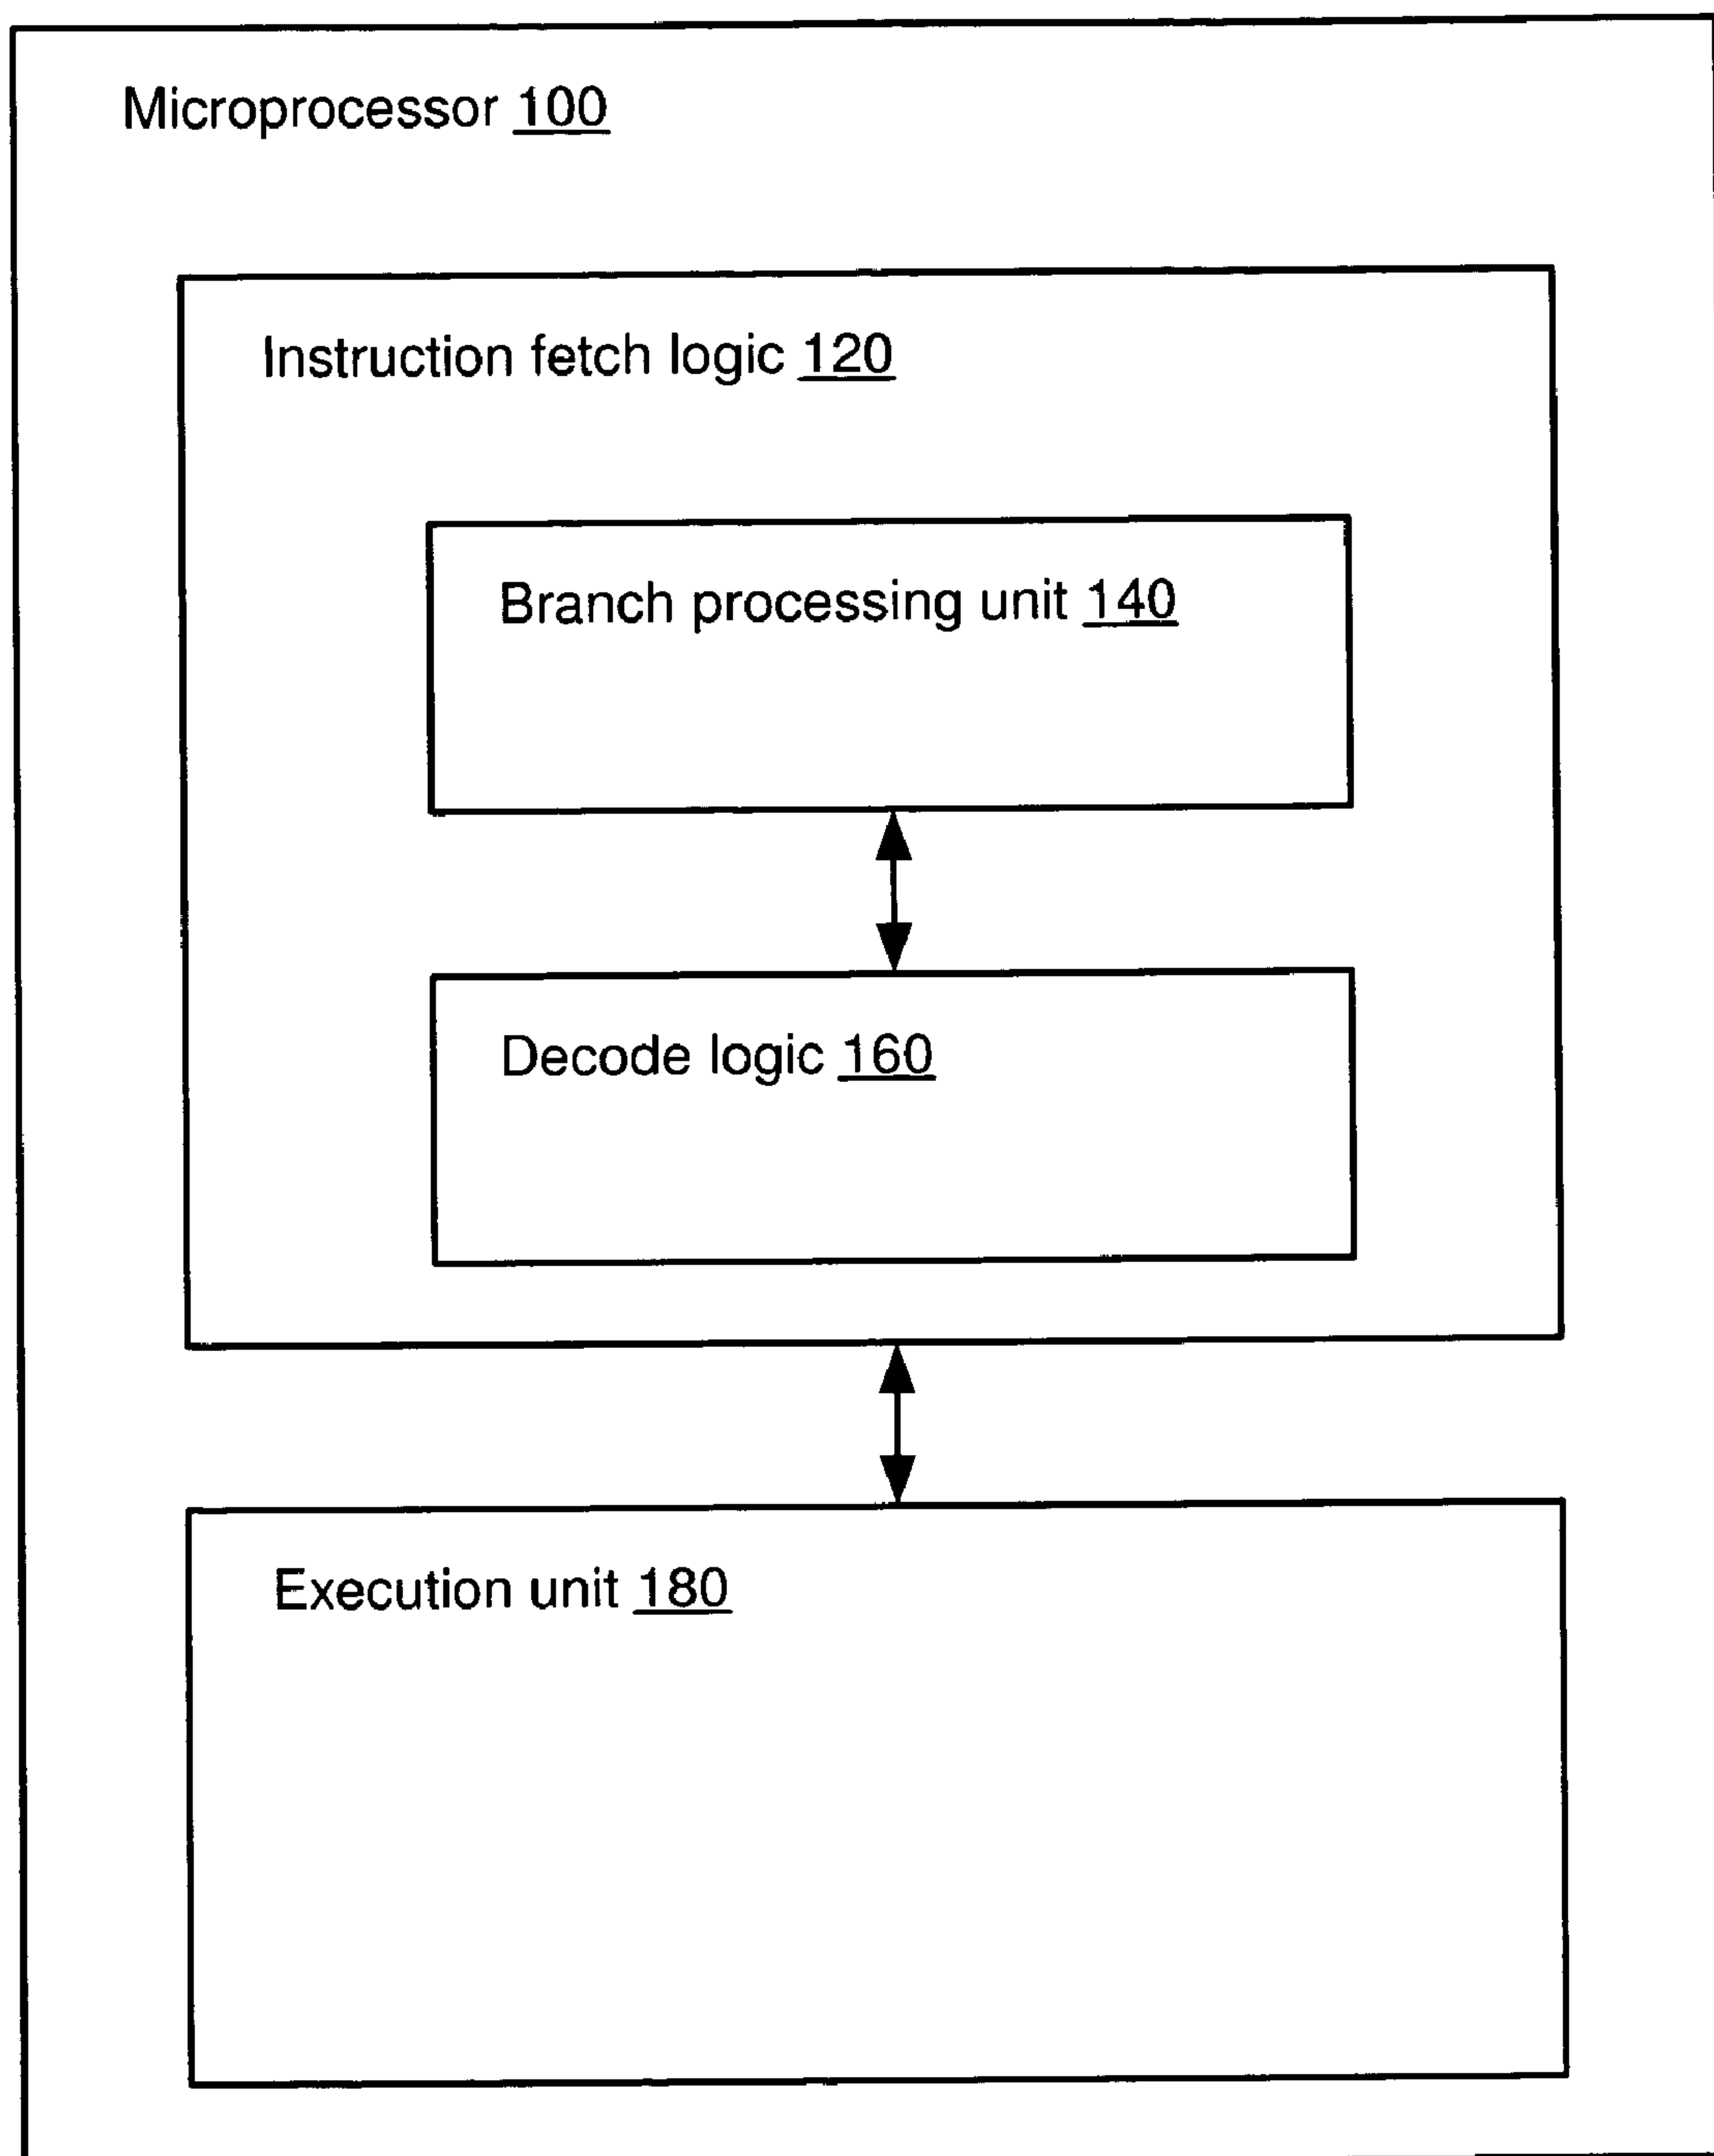 Microprocessor 100
Instruction fetch logic 120
Branch processing unit 140
Decode logic 160
Execution unit 180